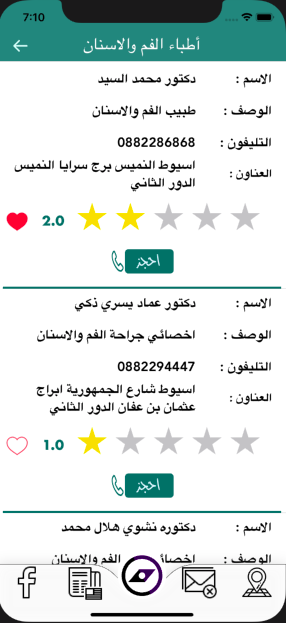 7:10
أطباء الفم والاسنان
الاسم : دكتور محمد السيد
الوصف : طبيب الفم والاسنان
التليفون : 0882286868
العناون : اسيوط النميس برج سرايا النميس
الدور الثاني
2.0
احجز
الاسم : دكتور عماد يسري ذكي
الوصف : اخصائي جراحة الفم والاسنان
التليفون : 0882294447
العناون : اسيوط شارع الجمهورية ابراج
عثمان بن عفان الدور الثاني
1.0
احجز
الاسم : دكتوره نشوي هلال محمد
الوصف : اخصائي الفم والاسنان